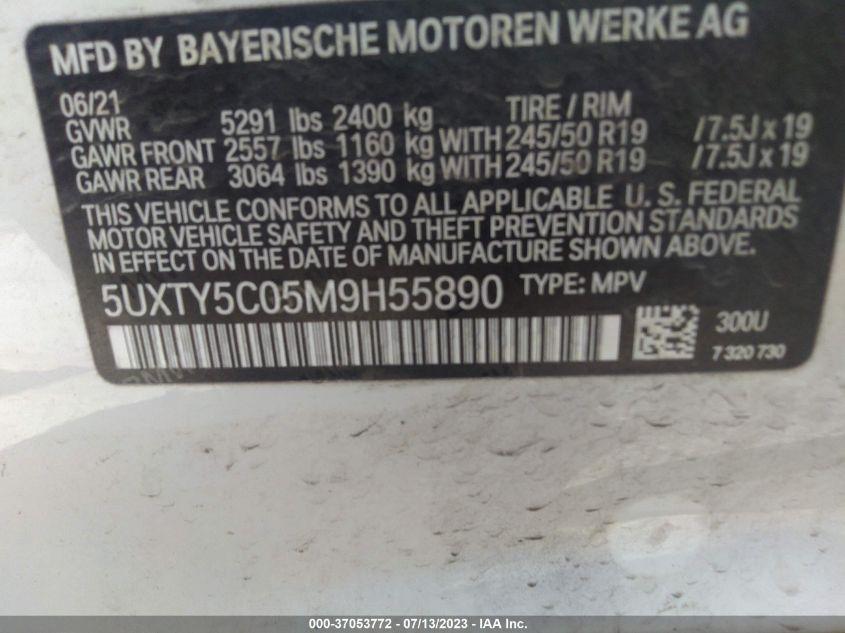 MFD BY BAYERISCHE MOTOREN WERKE AG
06/21
GVWR 5291 lbs 2400 kg TIRE / RIM
GAWR FRONT 2557 lbs 1160 kg WITH 245/50 R19 /7.5J x 19
GAWR REAR 3064 lbs 1390 kg WITH 245/50 R19 /7.5J x 19
THIS VEHICLE CONFORMS TO ALL APPLICABLE U. S. FEDERAL
MOTOR VEHICLE SAFETY AND THEFT PREVENTION STANDARDS
IN EFFECT ON THE DATE OF MANUFACTURE SHOWN ABOVE.
5UXTY5C05M9H55890 TYPE: MPV
300U
7 320 730
000-37053772 - 07/13/2023 - IAA Inc.